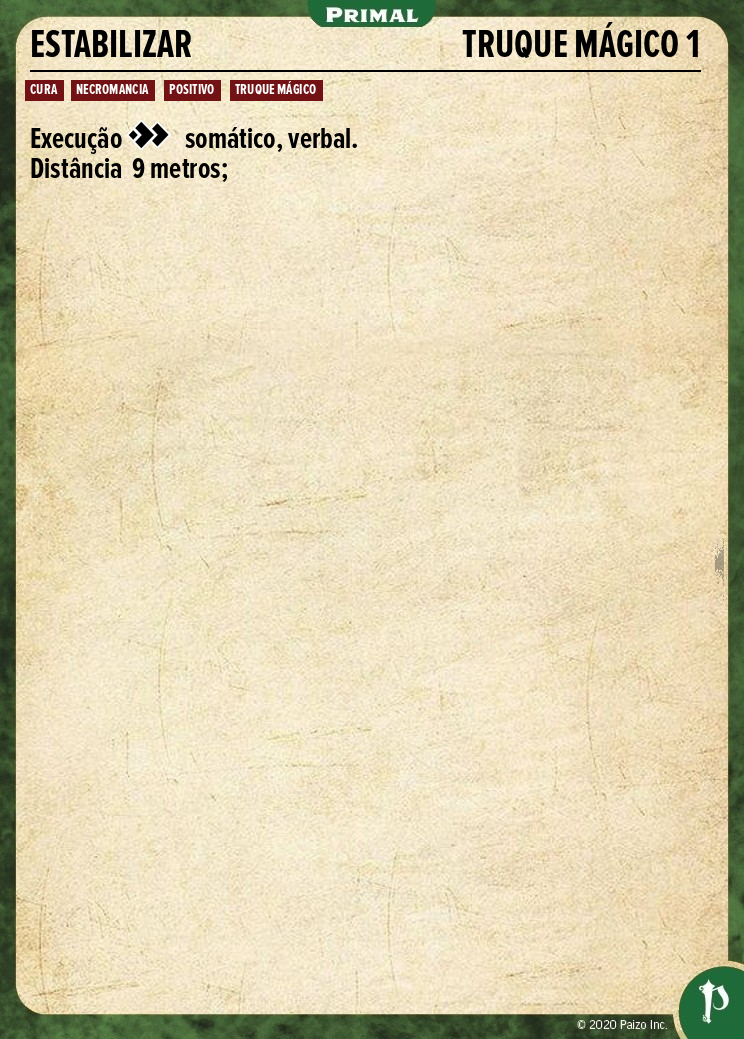 PRIMAL
ESTABILIZAR TRUQUE MÁGICO 1
CURA NECROMANCIA POSITIVO TRUQUE MÁGICO
Execução somático, verbal.
Distância 9 metros;
© 2020 Paizo Inc.
P